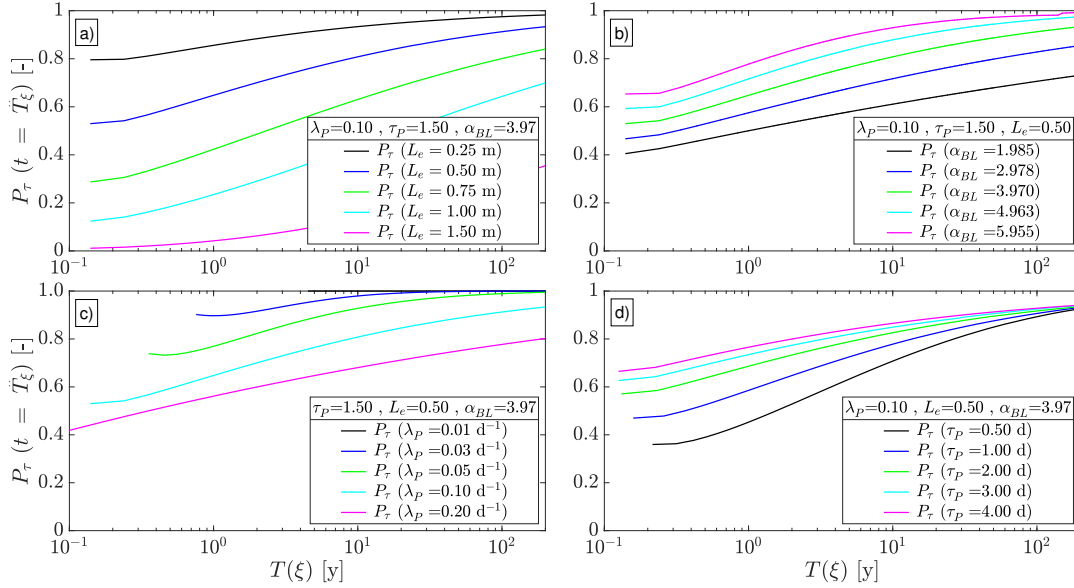 a)
P_τ (t = T̈_ξ) [-]
1
0.8
0.6
0.4
0.2
0
λ_P=0.10 , τ_P=1.50 , α_BL=3.97
P_τ (L_e = 0.25 m)
P_τ (L_e = 0.50 m)
P_τ (L_e = 0.75 m)
P_τ (L_e = 1.00 m)
P_τ (L_e = 1.50 m)
10^-1 10^0 10^1 10^2
b)
1
0.8
0.6
0.4
0.2
0
λ_P=0.10 , τ_P=1.50 , L_e=0.50
P_τ (α_BL =1.985)
P_τ (α_BL =2.978)
P_τ (α_BL =3.970)
P_τ (α_BL =4.963)
P_τ (α_BL =5.955)
10^-1 10^0 10^1 10^2
c)
P_τ (t = T̈_ξ) [-]
1.0
0.8
0.6
0.4
0.2
0
τ_P=1.50 , L_e=0.50 , α_BL=3.97
P_τ (λ_P =0.01 d^-1)
P_τ (λ_P =0.03 d^-1)
P_τ (λ_P =0.05 d^-1)
P_τ (λ_P =0.10 d^-1)
P_τ (λ_P =0.20 d^-1)
10^-1 10^0 10^1 10^2
T(ξ) [y]
d)
1
0.8
0.6
0.4
0.2
0
λ_P=0.10 , L_e=0.50 , α_BL=3.97
P_τ (τ_P =0.50 d)
P_τ (τ_P =1.00 d)
P_τ (τ_P =2.00 d)
P_τ (τ_P =3.00 d)
P_τ (τ_P =4.00 d)
10^-1 10^0 10^1 10^2
T(ξ) [y]